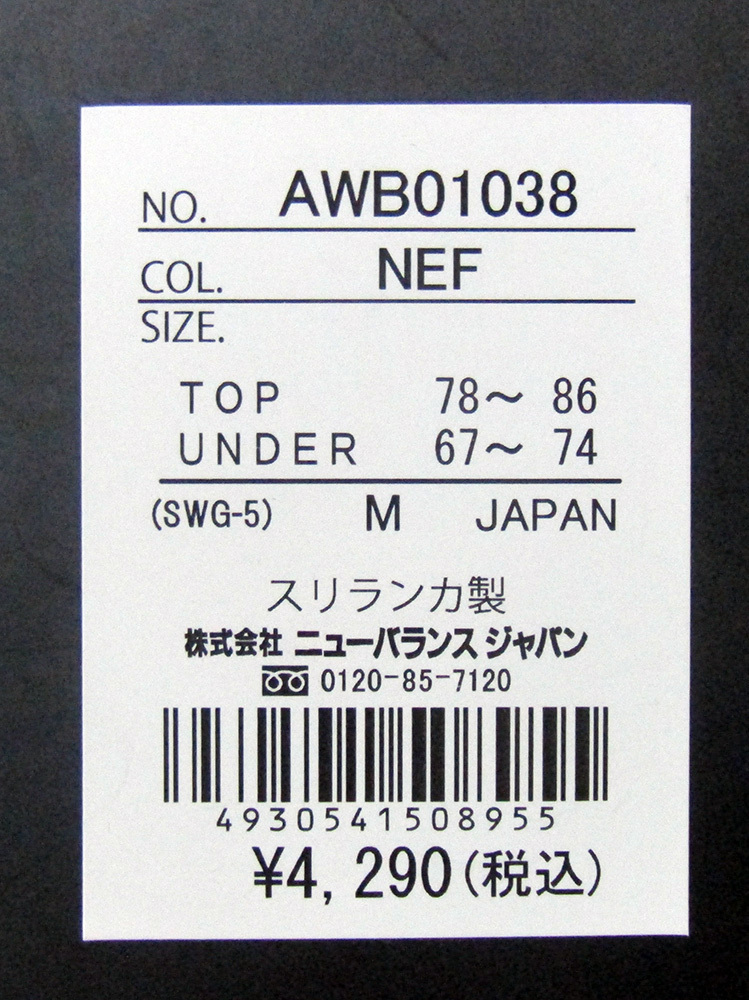 NO. AWB01038
COL. NEF
SIZE.
TOP 78～ 86
UNDER 67～ 74
(SWG-5) M JAPAN
スリランカ製
株式会社 ニューバランス ジャパン
0120-85-7120
4930541508955
¥4, 290(税込)